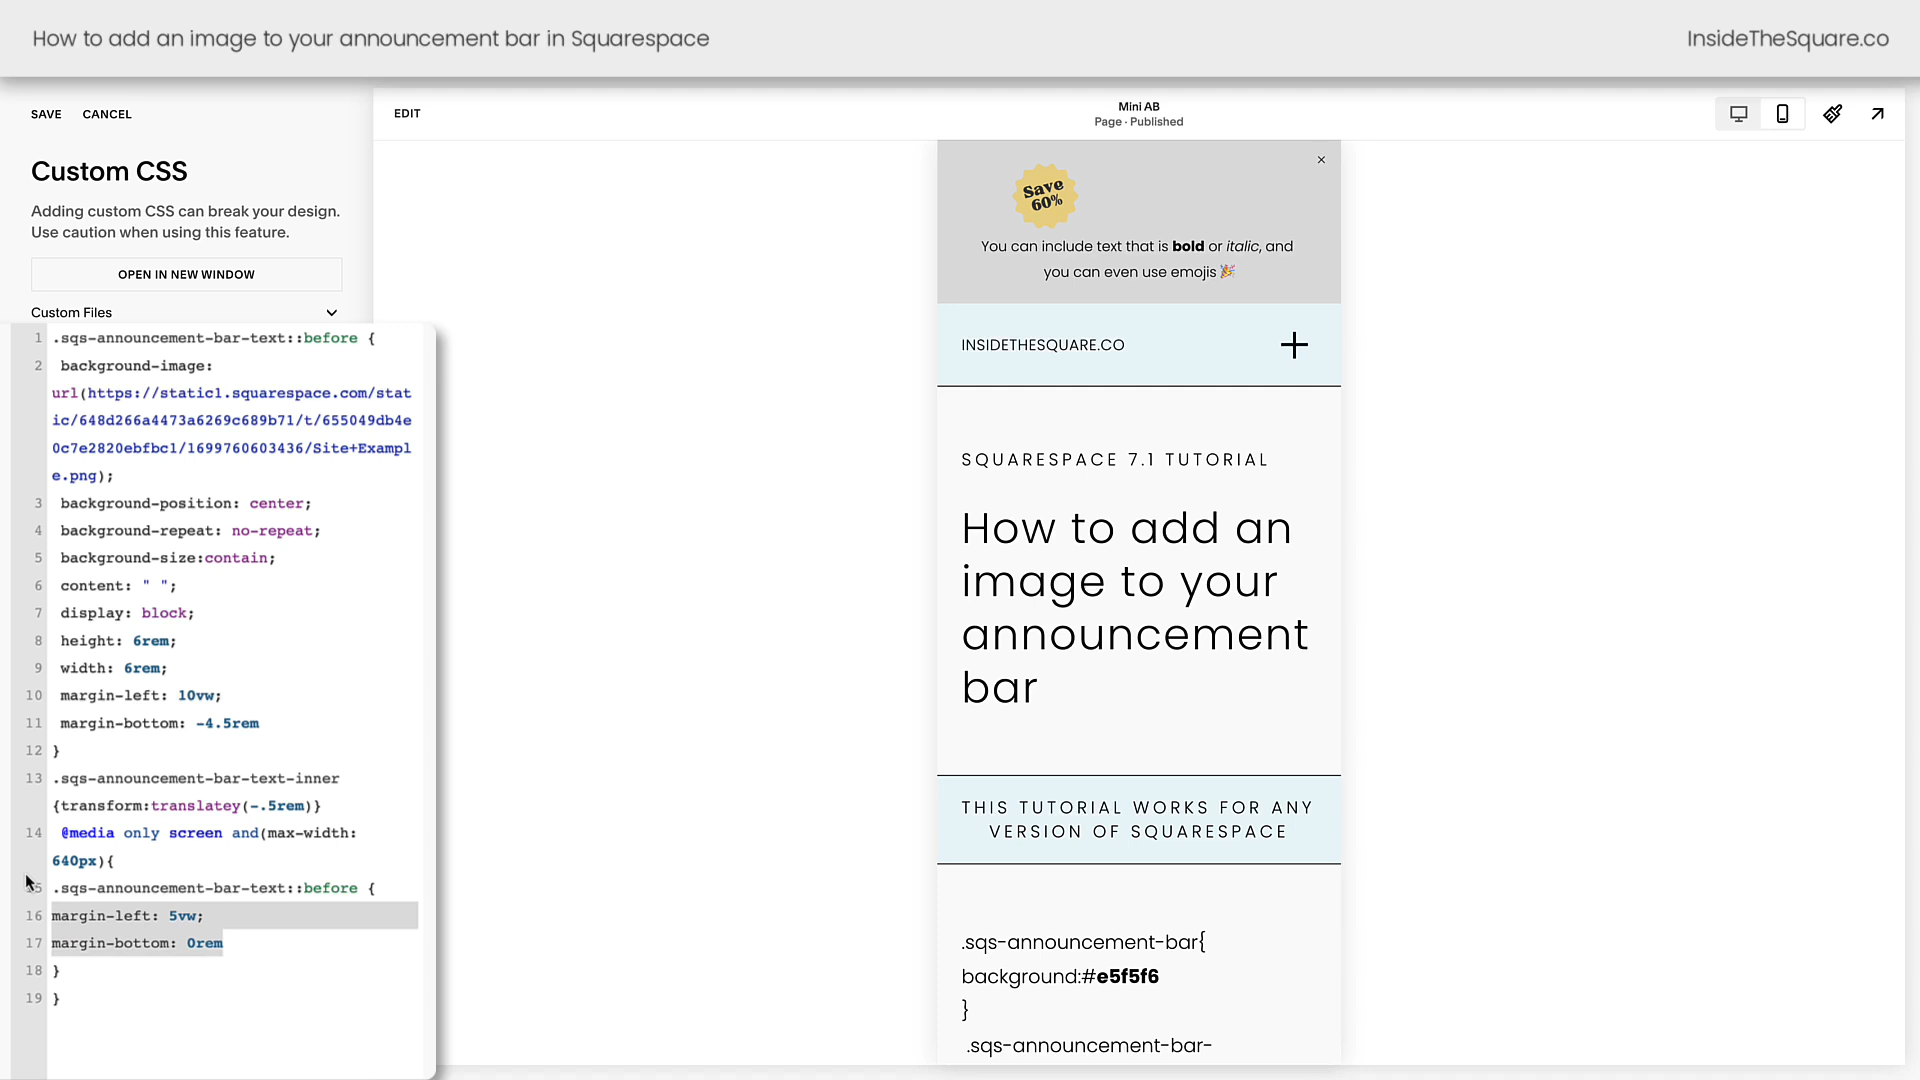 How to add an image to your announcement bar in Squarespace
InsideTheSquare.co
SAVE CANCEL
Custom CSS
Adding custom CSS can break your design.
Use caution when using this feature.
OPEN IN NEW WINDOW
Custom Files
1 .sqs-announcement-bar-text::before {
2 background-image:
url(https://static1.squarespace.com/stat
ic/648d266a4473a6269c689b71/t/655049db4e
0c7e2820ebfbc1/1699760603436/Site+Exampl
e.png);
3 background-position: center;
4 background-repeat: no-repeat;
5 background-size:contain;
6 content: " ";
7 display: block;
8 height: 6rem;
9 width: 6rem;
10 margin-left: 10vw;
11 margin-bottom: -4.5rem
12 }
13 .sqs-announcement-bar-text-inner
{transform:translatey(-.5rem)}
14 @media only screen and(max-width:
640px){
15 .sqs-announcement-bar-text::before {
16 margin-left: 5vw;
17 margin-bottom: 0rem
18 }
19 }
EDIT
Mini AB
Page · Published
Save
60%
You can include text that is bold or italic, and
you can even use emojis 🎉
INSIDETHESQUARE.CO
SQUARESPACE 7.1 TUTORIAL
How to add an
image to your
announcement
bar
THIS TUTORIAL WORKS FOR ANY
VERSION OF SQUARESPACE
.sqs-announcement-bar{
background:#e5f5f6
}
.sqs-announcement-bar-